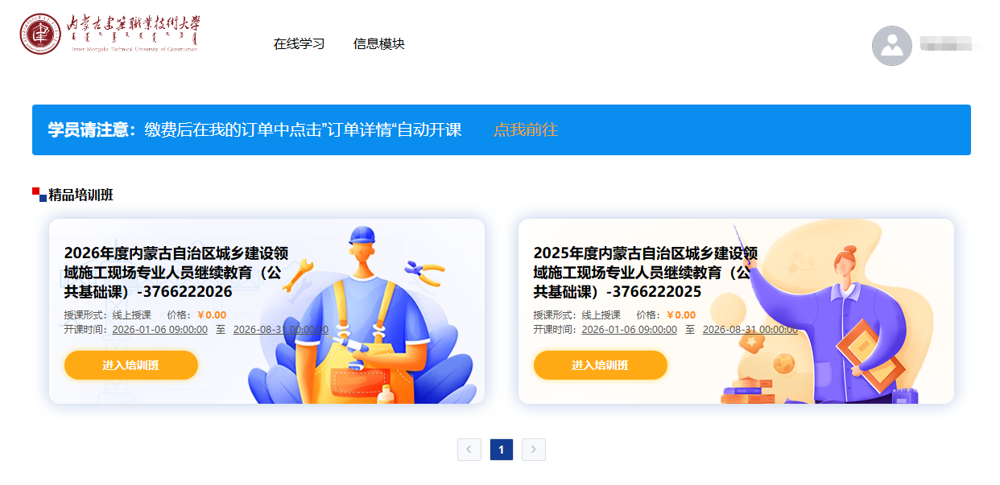 内蒙古建筑職業技術大學
Inner Mongolia Technical University of Construction
在线学习 信息模块
学员请注意：缴费后在我的订单中点击”订单详情“自动开课 点我前往
精品培训班
2026年度内蒙古自治区城乡建设领
域施工现场专业人员继续教育（公
共基础课）-3766222026
授课形式：线上授课 价格：￥0.00
开课时间：2026-01-06 09:00:00 至 2026-08-31 00:00:00
进入培训班
2025年度内蒙古自治区城乡建设领
域施工现场专业人员继续教育（公
共基础课）-3766222025
授课形式：线上授课 价格：￥0.00
开课时间：2026-01-06 09:00:00 至 2026-08-31 00:00:00
进入培训班
1